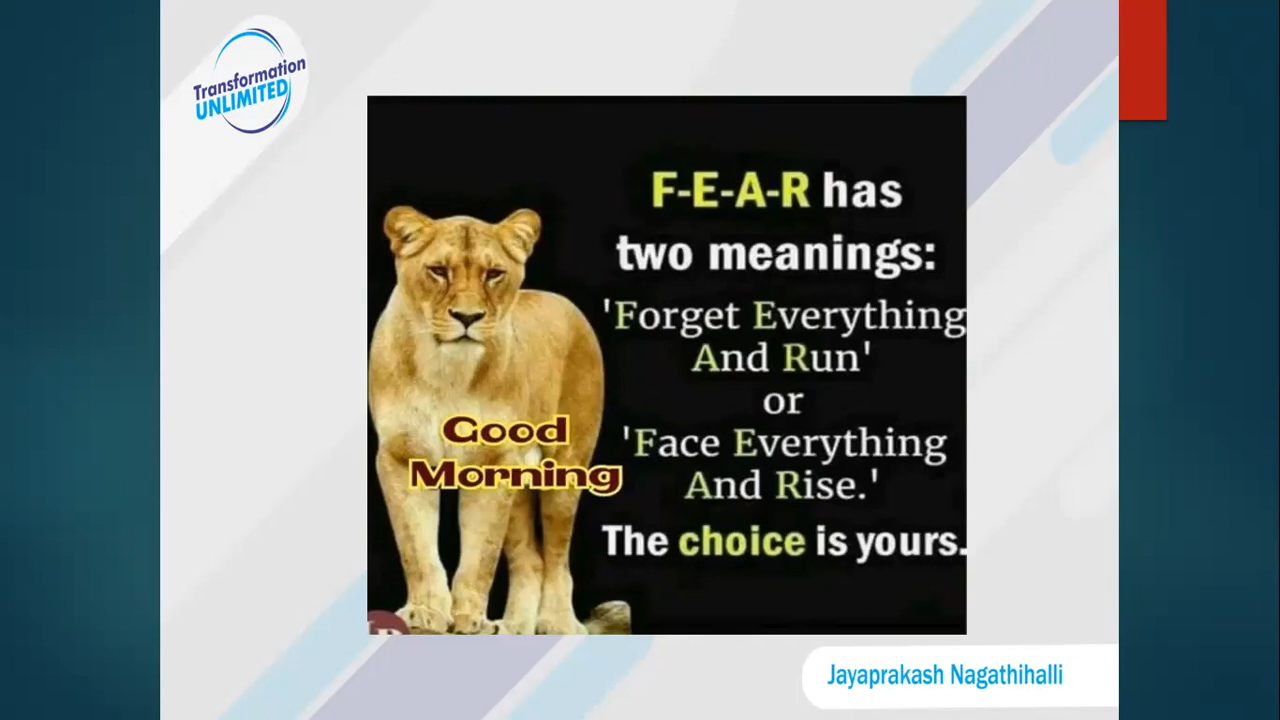 Transformation
UNLIMITED
F-E-A-R has
two meanings:
'Forget Everything
And Run'
or
'Face Everything
And Rise.'
The choice is yours.
Good
Morning
Jayaprakash Nagathihalli